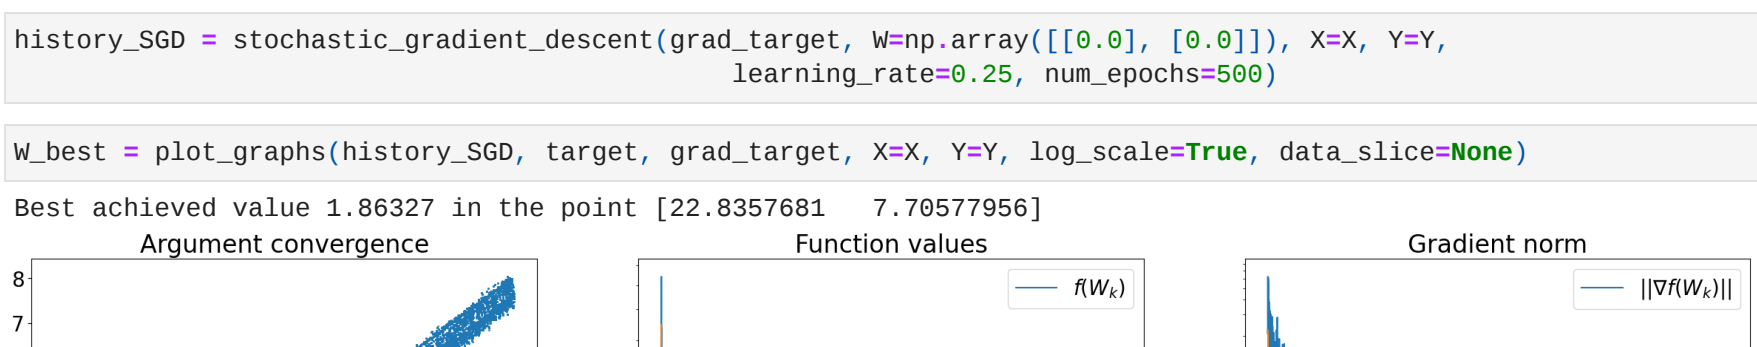 history_SGD = stochastic_gradient_descent(grad_target, W=np.array([[0.0], [0.0]]), X=X, Y=Y,
learning_rate=0.25, num_epochs=500)
W_best = plot_graphs(history_SGD, target, grad_target, X=X, Y=Y, log_scale=True, data_slice=None)
Best achieved value 1.86327 in the point [22.8357681   7.70577956]
Argument convergence
8
7
Function values
f(Wₖ)
Gradient norm
||∇f(Wₖ)||